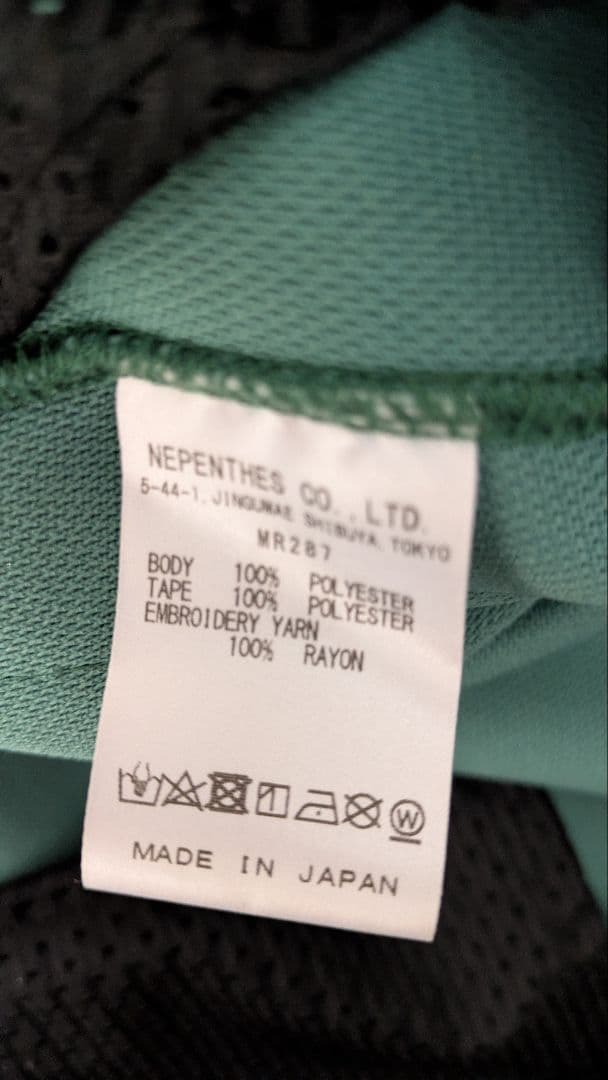 NEPENTHES CO., LTD.
5-44-1, JINGUMAE SHIBUYA, TOKYO
MR287
BODY 100% POLYESTER
TAPE 100% POLYESTER
EMBROIDERY YARN
100% RAYON
W
MADE IN JAPAN